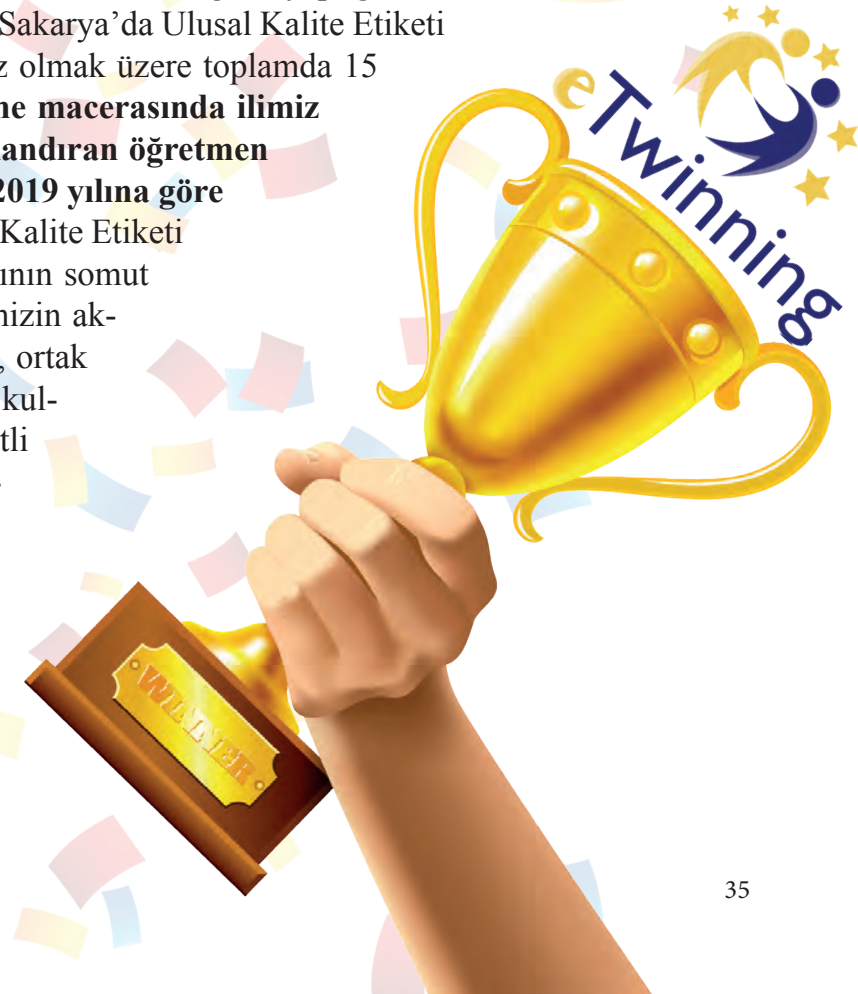 Sakarya’da Ulusal Kalite Etiketi
z olmak üzere toplamda 15
ne macerasında ilimiz
landıran öğretmen
2019 yılına göre
Kalite Etiketi
ının somut
nizin ak-
, ortak
kul-
tli
eTwinning
WINNER
35